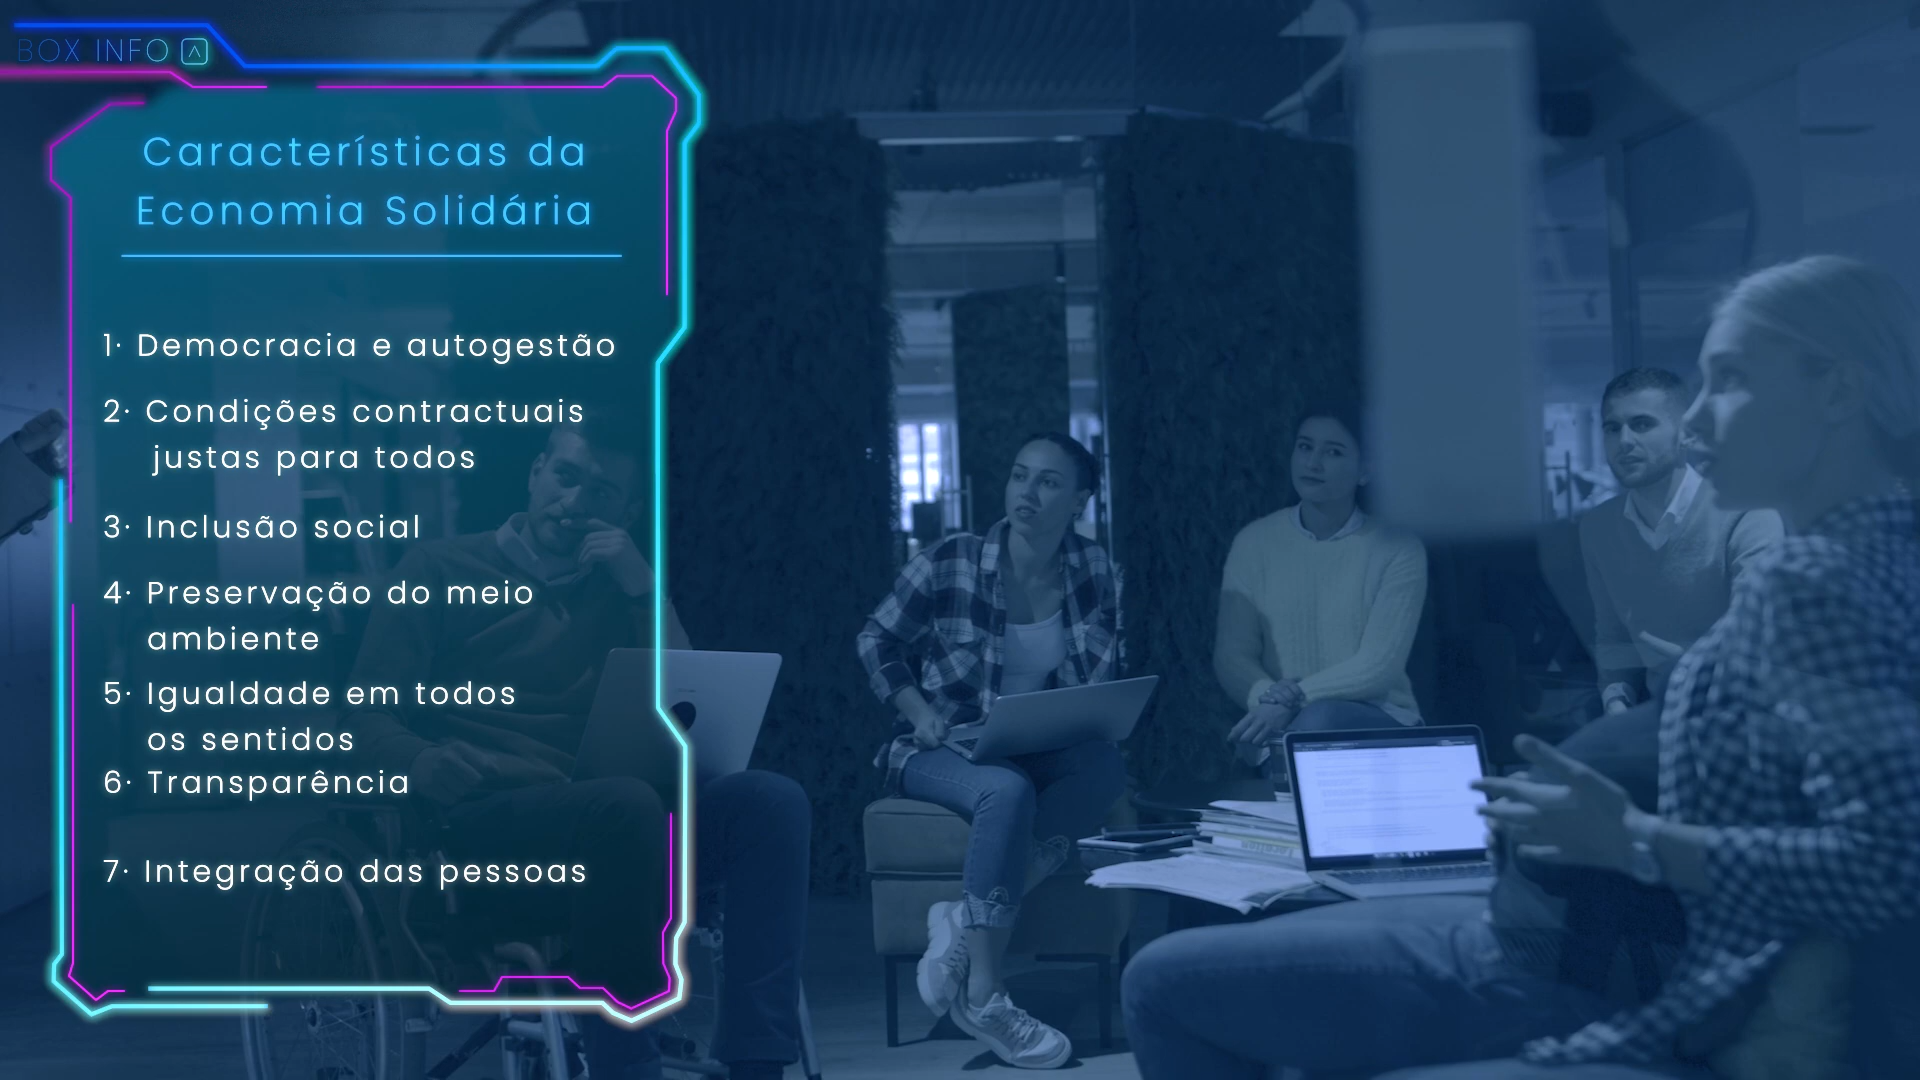 BOX INFO
Características da
Economia Solidária
1· Democracia e autogestão
2· Condições contractuais
justas para todos
3· Inclusão social
4· Preservação do meio
ambiente
5· Igualdade em todos
os sentidos
6· Transparência
7· Integração das pessoas